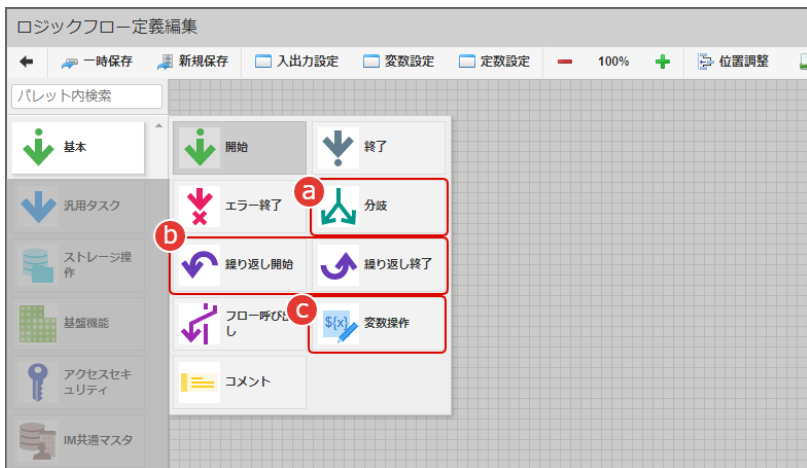 ロジックフロー定義編集
一時保存 新規保存 入出力設定 変数設定 定数設定 100% 位置調整
パレット内検索
基本
汎用タスク
ストレージ操
作
基盤機能
アクセスセキ
ュリティ
IM共通マスタ
開始 終了
a
エラー終了 分岐
b
繰り返し開始 繰り返し終了
c
フロー呼び出
し
${x} 変数操作
コメント